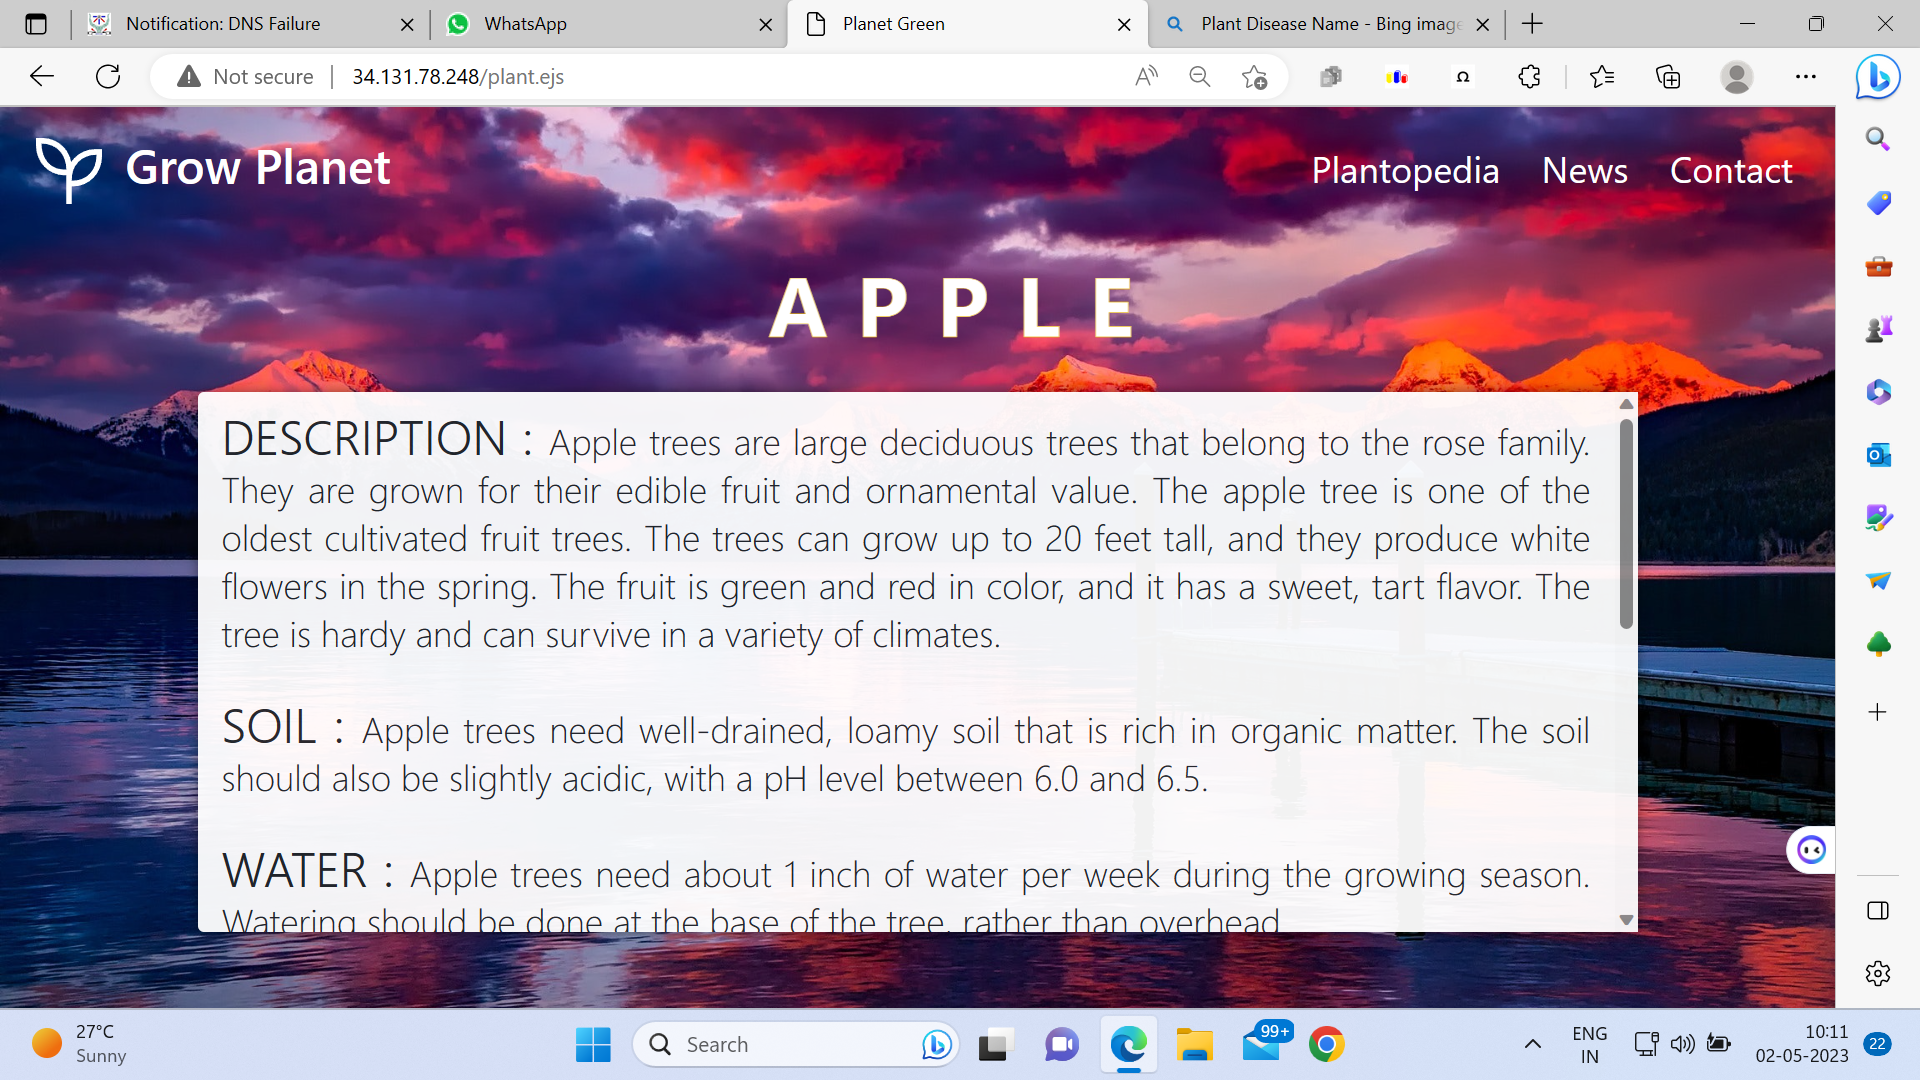 Notification: DNS Failure
WhatsApp
Planet Green
Plant Disease Name - Bing image
Not secure
34.131.78.248/plant.ejs
Grow Planet
Plantopedia News Contact
APPLE
DESCRIPTION : Apple trees are large deciduous trees that belong to the rose family.
They are grown for their edible fruit and ornamental value. The apple tree is one of the
oldest cultivated fruit trees. The trees can grow up to 20 feet tall, and they produce white
flowers in the spring. The fruit is green and red in color, and it has a sweet, tart flavor. The
tree is hardy and can survive in a variety of climates.
SOIL : Apple trees need well-drained, loamy soil that is rich in organic matter. The soil
should also be slightly acidic, with a pH level between 6.0 and 6.5.
WATER : Apple trees need about 1 inch of water per week during the growing season.
Watering should be done at the base of the tree, rather than overhead
27°C
Sunny
Search
99+
ENG
IN
10:11
02-05-2023
22